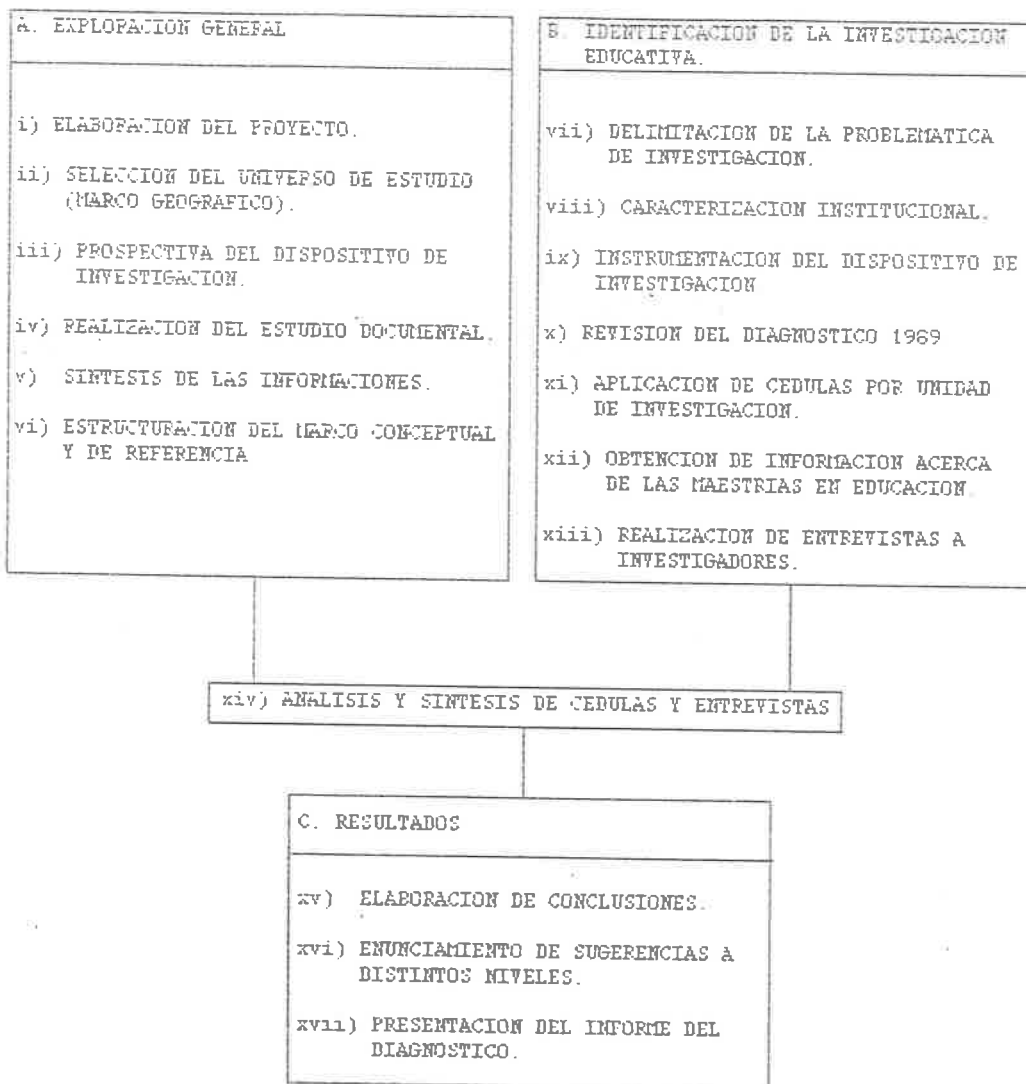 A. EXPLORACION GENERAL
i) ELABORACION DEL PROYECTO.
ii) SELECCION DEL UNIVERSO DE ESTUDIO
(MARCO GEOGRAFICO).
iii) PROSPECTIVA DEL DISPOSITIVO DE
INVESTIGACION.
iv) REALIZACION DEL ESTUDIO DOCUMENTAL.
v) SINTESIS DE LAS INFORMACIONES.
vi) ESTRUCTURACION DEL MARCO CONCEPTUAL
Y DE REFERENCIA
B. IDENTIFICACION DE LA INVESTIGACION
EDUCATIVA.
vii) DELIMITACION DE LA PROBLEMATICA
DE INVESTIGACION.
viii) CARACTERIZACION INSTITUCIONAL.
ix) INSTRUMENTACION DEL DISPOSITIVO DE
INVESTIGACION
x) REVISION DEL DIAGNOSTICO 1989
xi) APLICACION DE CEDULAS POR UNIDAD
DE INVESTIGACION.
xii) OBTENCION DE INFORMACION ACERCA
DE LAS MAESTRIAS EN EDUCACION.
xiii) REALIZACION DE ENTREVISTAS A
INVESTIGADORES.
xiv) ANALISIS Y SINTESIS DE CEDULAS Y ENTREVISTAS
C. RESULTADOS
xv) ELABORACION DE CONCLUSIONES.
xvi) ENUNCIAMIENTO DE SUGERENCIAS A
DISTINTOS NIVELES.
xvii) PRESENTACION DEL INFORME DEL
DIAGNOSTICO.